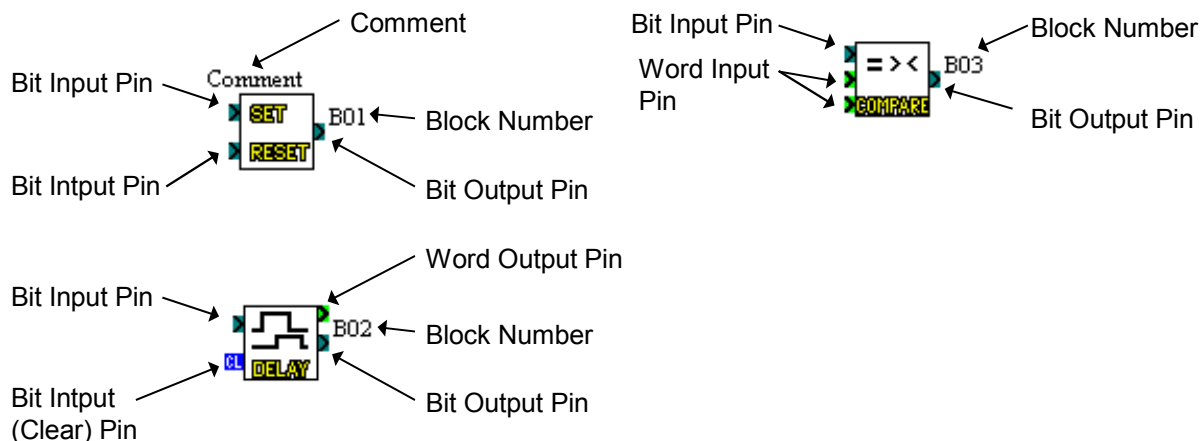 Comment
Bit Input Pin
Comment
SET
B01
Block Number
RESET
Bit Intput Pin
Bit Output Pin
Bit Input Pin
Block Number
= > <
B03
Word Input
Pin
COMPARE
Bit Output Pin
Word Output Pin
Bit Input Pin
B02
Block Number
CL
DELAY
Bit Intput
(Clear) Pin
Bit Output Pin